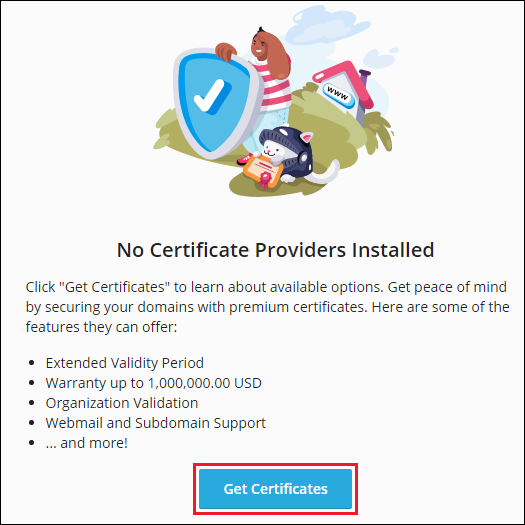 www
No Certificate Providers Installed
Click "Get Certificates" to learn about available options. Get peace of mind
by securing your domains with premium certificates. Here are some of the
features they can offer:
• Extended Validity Period
• Warranty up to 1,000,000.00 USD
• Organization Validation
• Webmail and Subdomain Support
• ... and more!
Get Certificates